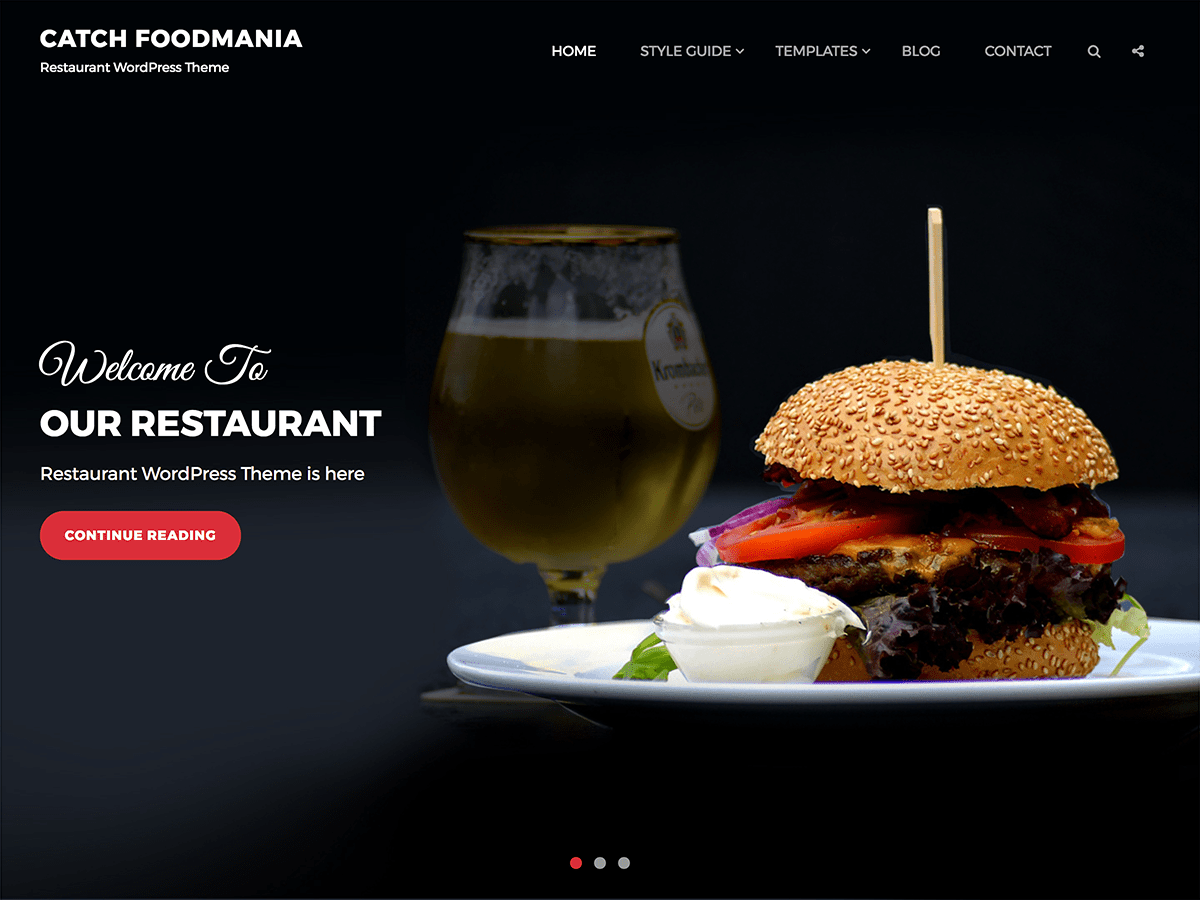 CATCH FOODMANIA
Restaurant WordPress Theme
HOME
STYLE GUIDE
TEMPLATES
BLOG
CONTACT
Welcome To
OUR RESTAURANT
Restaurant WordPress Theme is here
CONTINUE READING
Krombacher
Pils